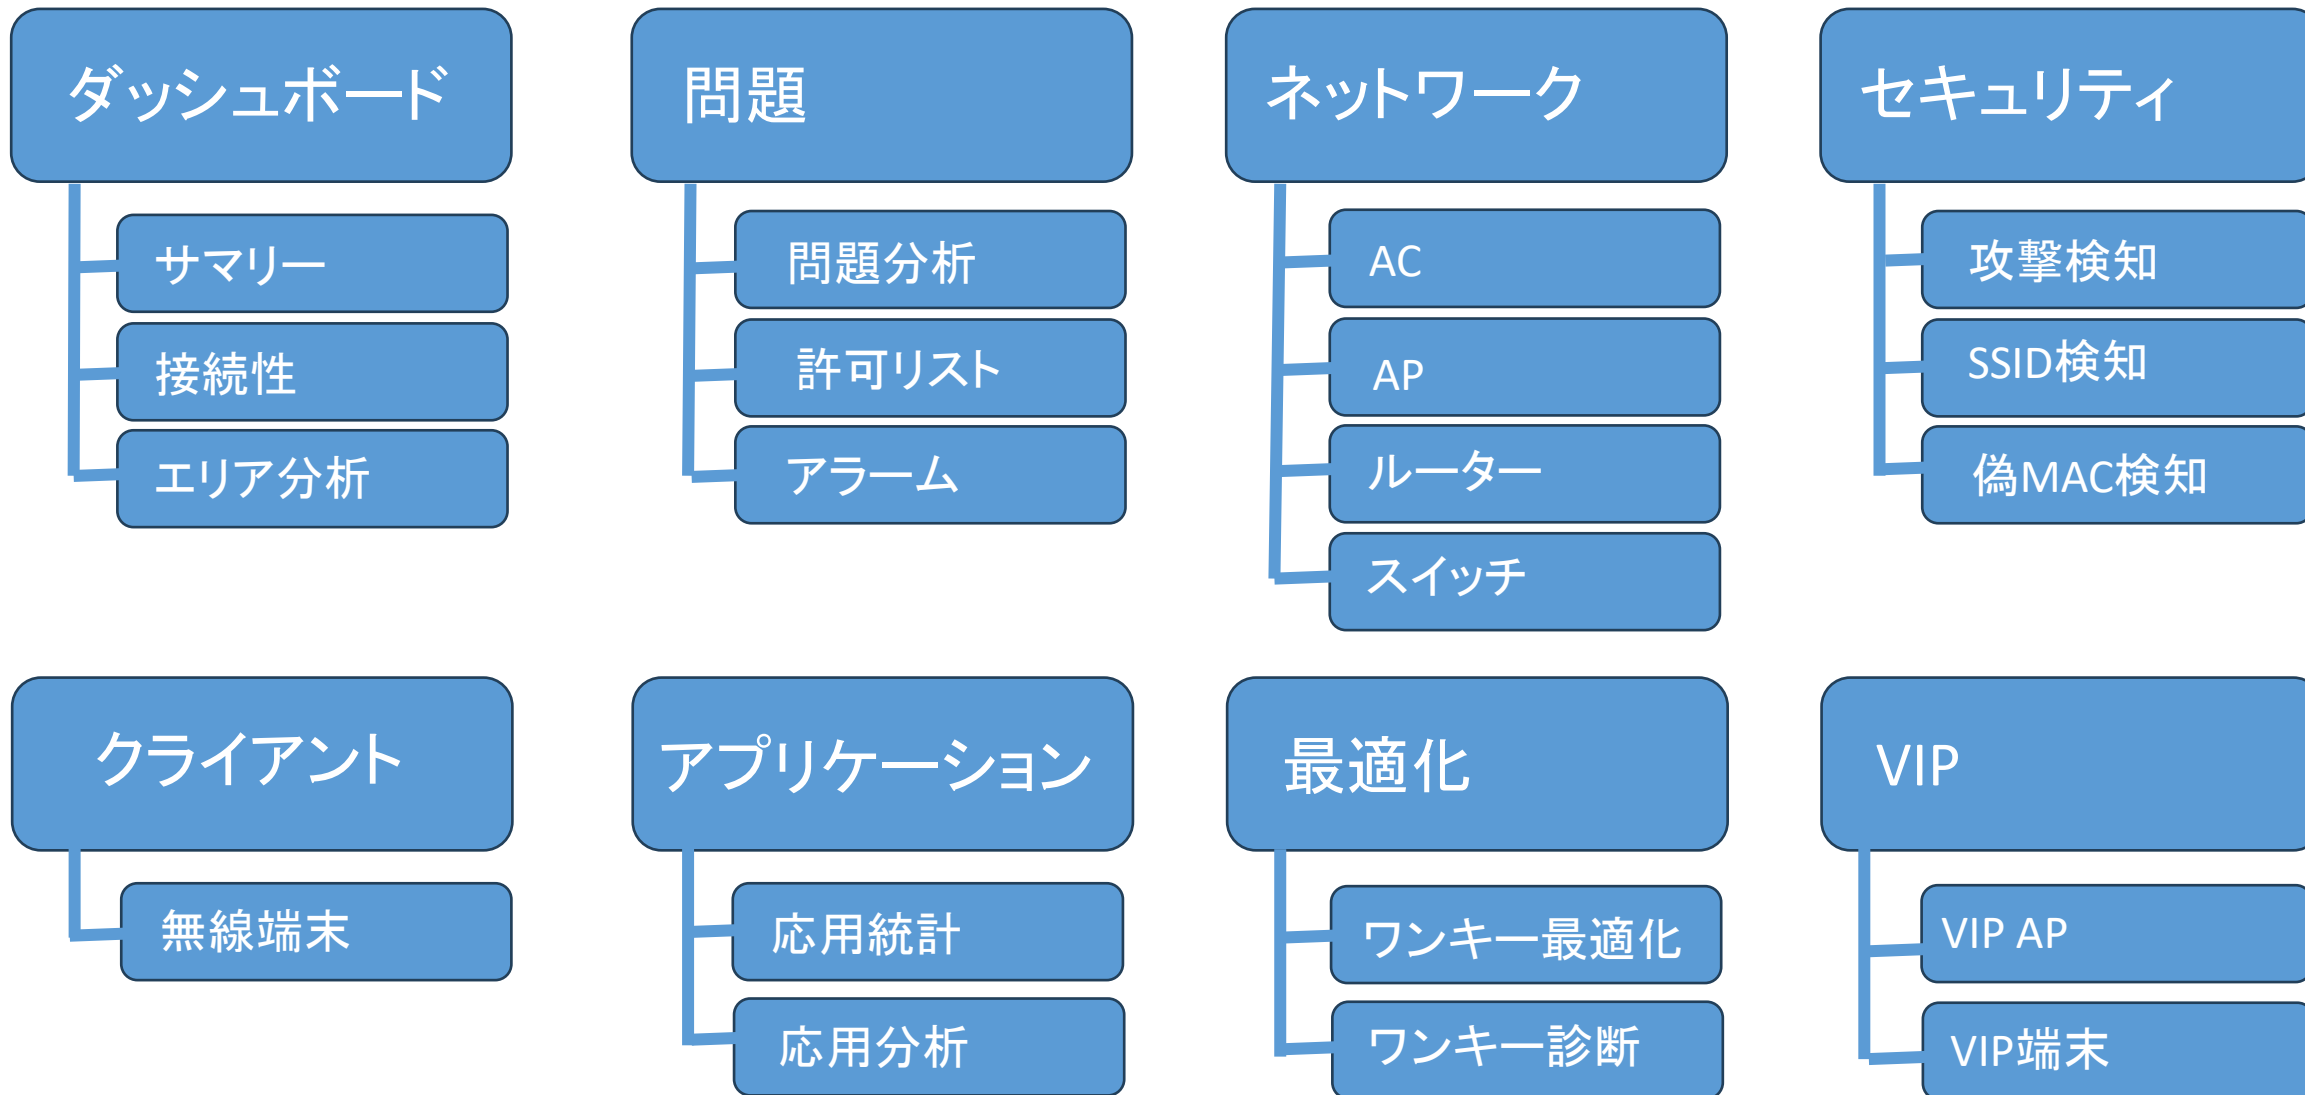 ダッシュボード
サマリー
接続性
エリア分析
問題
問題分析
許可リスト
アラーム
ネットワーク
AC
AP
ルーター
スイッチ
セキュリティ
攻撃検知
SSID検知
偽MAC検知
クライアント
無線端末
アプリケーション
応用統計
応用分析
最適化
ワンキー最適化
ワンキー診断
VIP
VIP AP
VIP端末